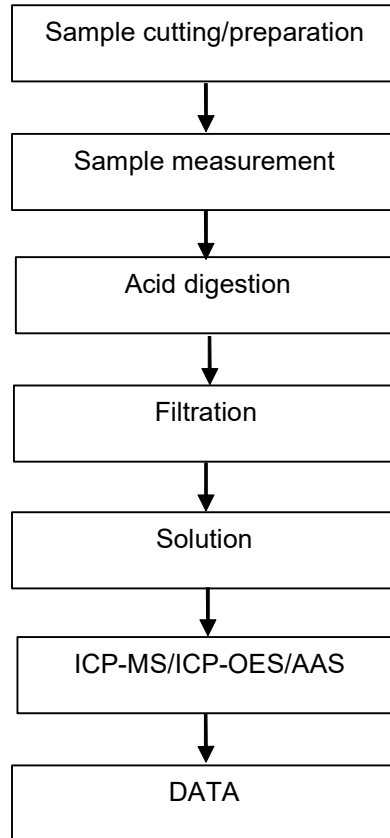 Sample cutting/preparation
Sample measurement
Acid digestion
Filtration
Solution
ICP-MS/ICP-OES/AAS
DATA